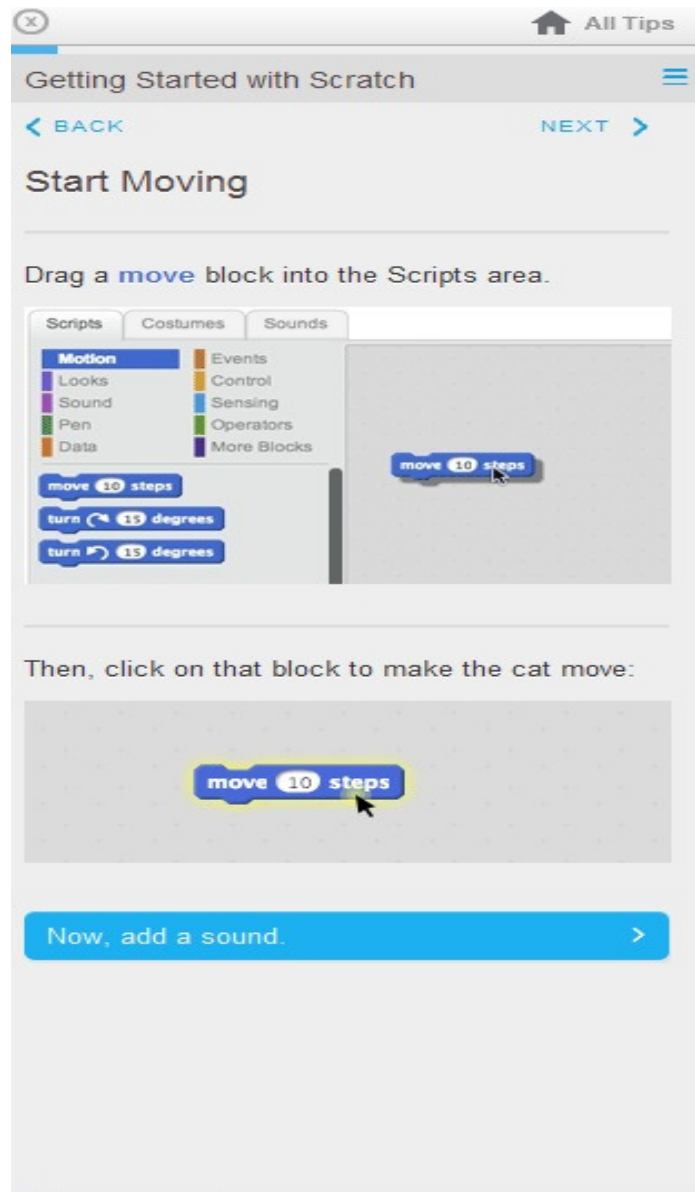 All Tips
Getting Started with Scratch
BACK NEXT
Start Moving
Drag a move block into the Scripts area.
Scripts Costumes Sounds
Motion Events
Looks Control
Sound Sensing
Pen Operators
Data More Blocks
move 10 steps
move 10 steps
turn 15 degrees
turn 15 degrees
Then, click on that block to make the cat move:
move 10 steps
Now, add a sound.